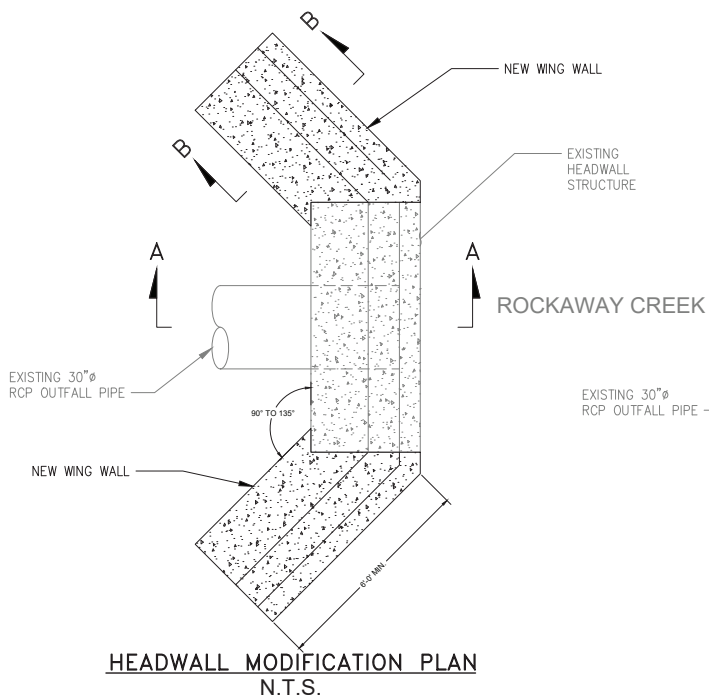 B
NEW WING WALL
B
EXISTING
HEADWALL
STRUCTURE
A
A
ROCKAWAY CREEK
EXISTING 30"ø
RCP OUTFALL PIPE
90° TO 135°
EXISTING 30"ø
RCP OUTFALL PIPE
NEW WING WALL
6'-0" MIN.
HEADWALL MODIFICATION PLAN
N.T.S.